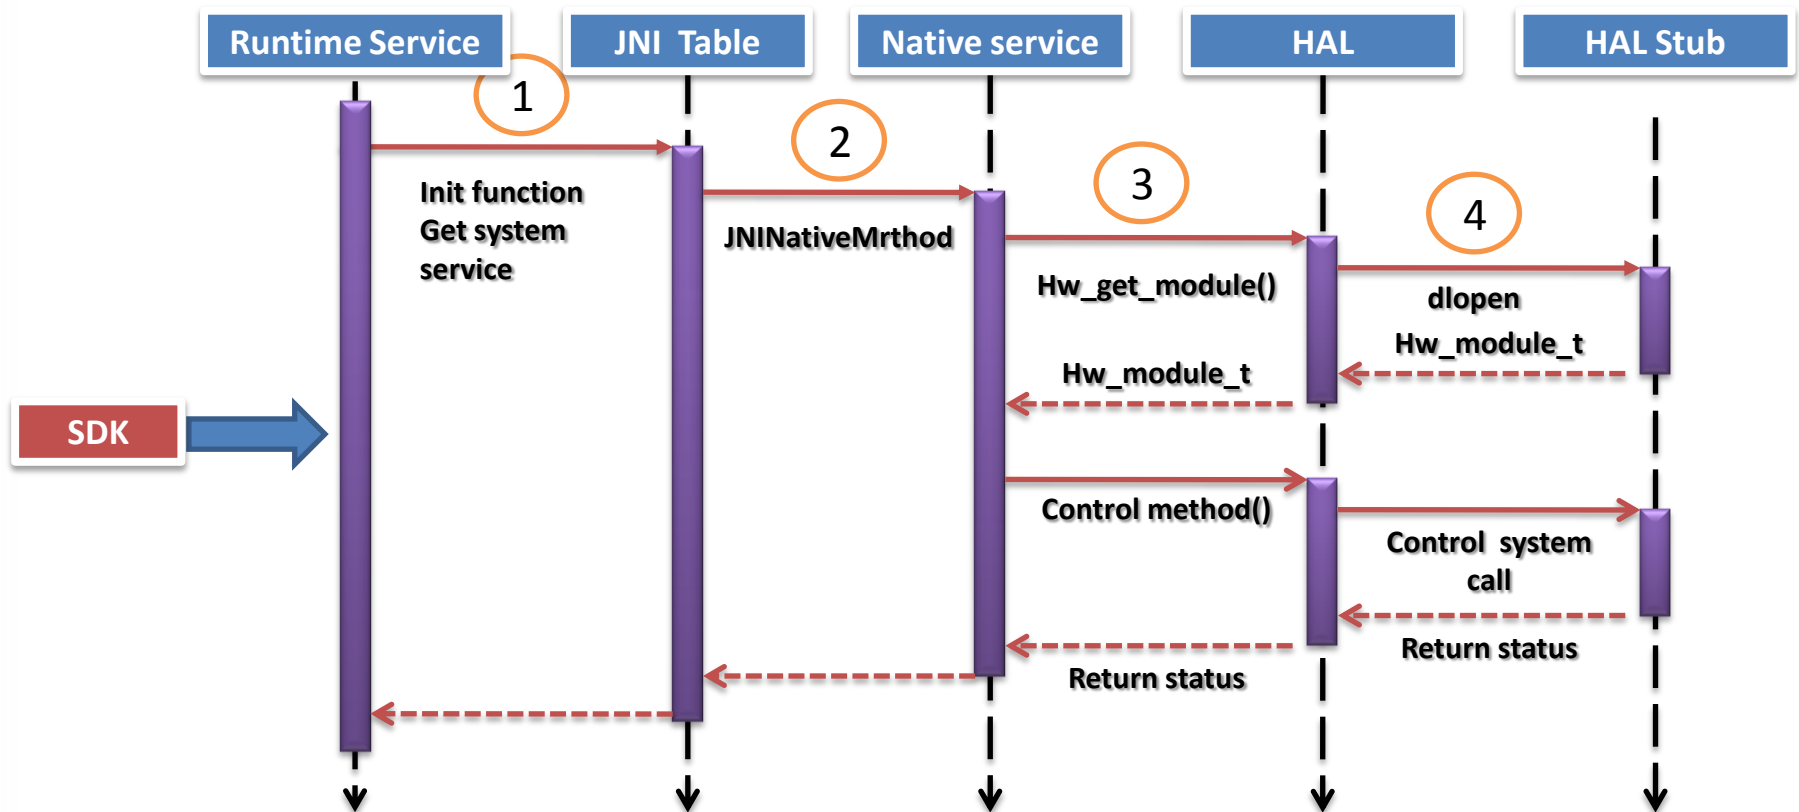 Runtime Service
JNI Table
Native service
HAL
HAL Stub
1
2
3
4
Init function
Get system
service
JNINativeMrthod
Hw_get_module()
dlopen
Hw_module_t
Hw_module_t
SDK
Control method()
Control system
call
Return status
Return status